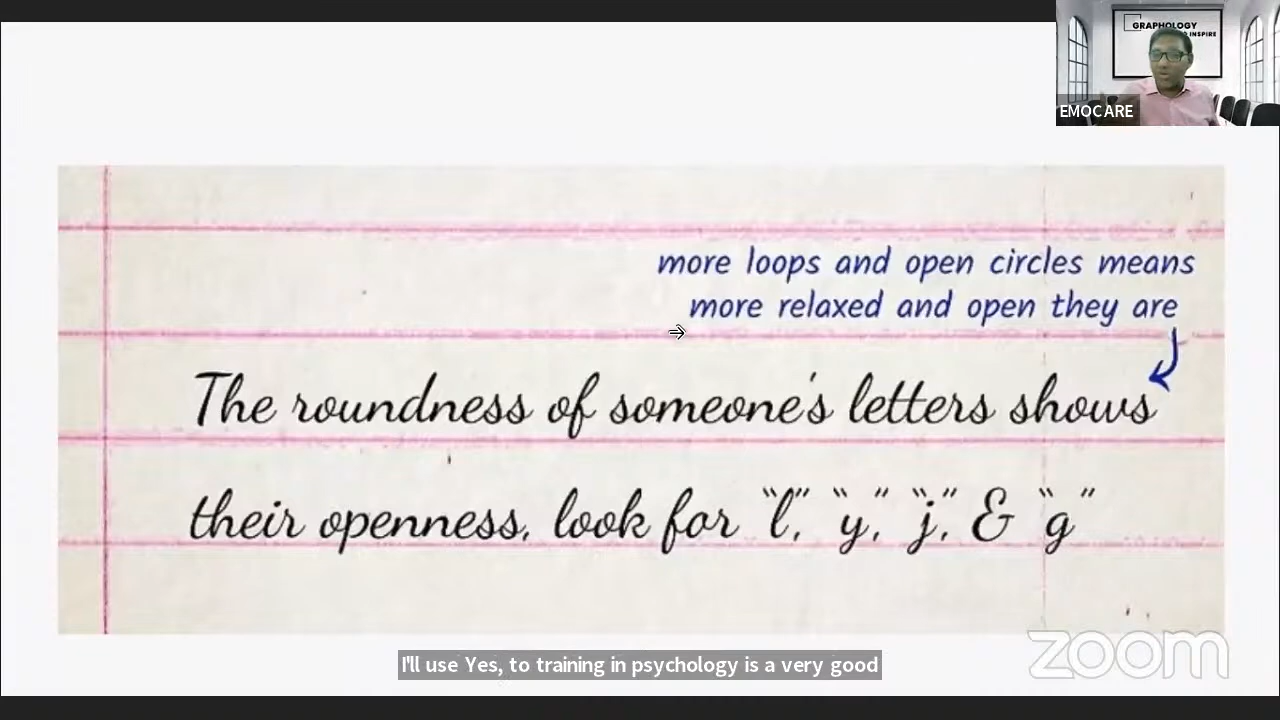 GRAPHOLOGY
INSPIRE
EMOCARE
more loops and open circles means
more relaxed and open they are
The roundness of someone's letters shows
their openness, look for "l," "y," "j," & "g"
zoom
I'll use Yes, to training in psychology is a very good